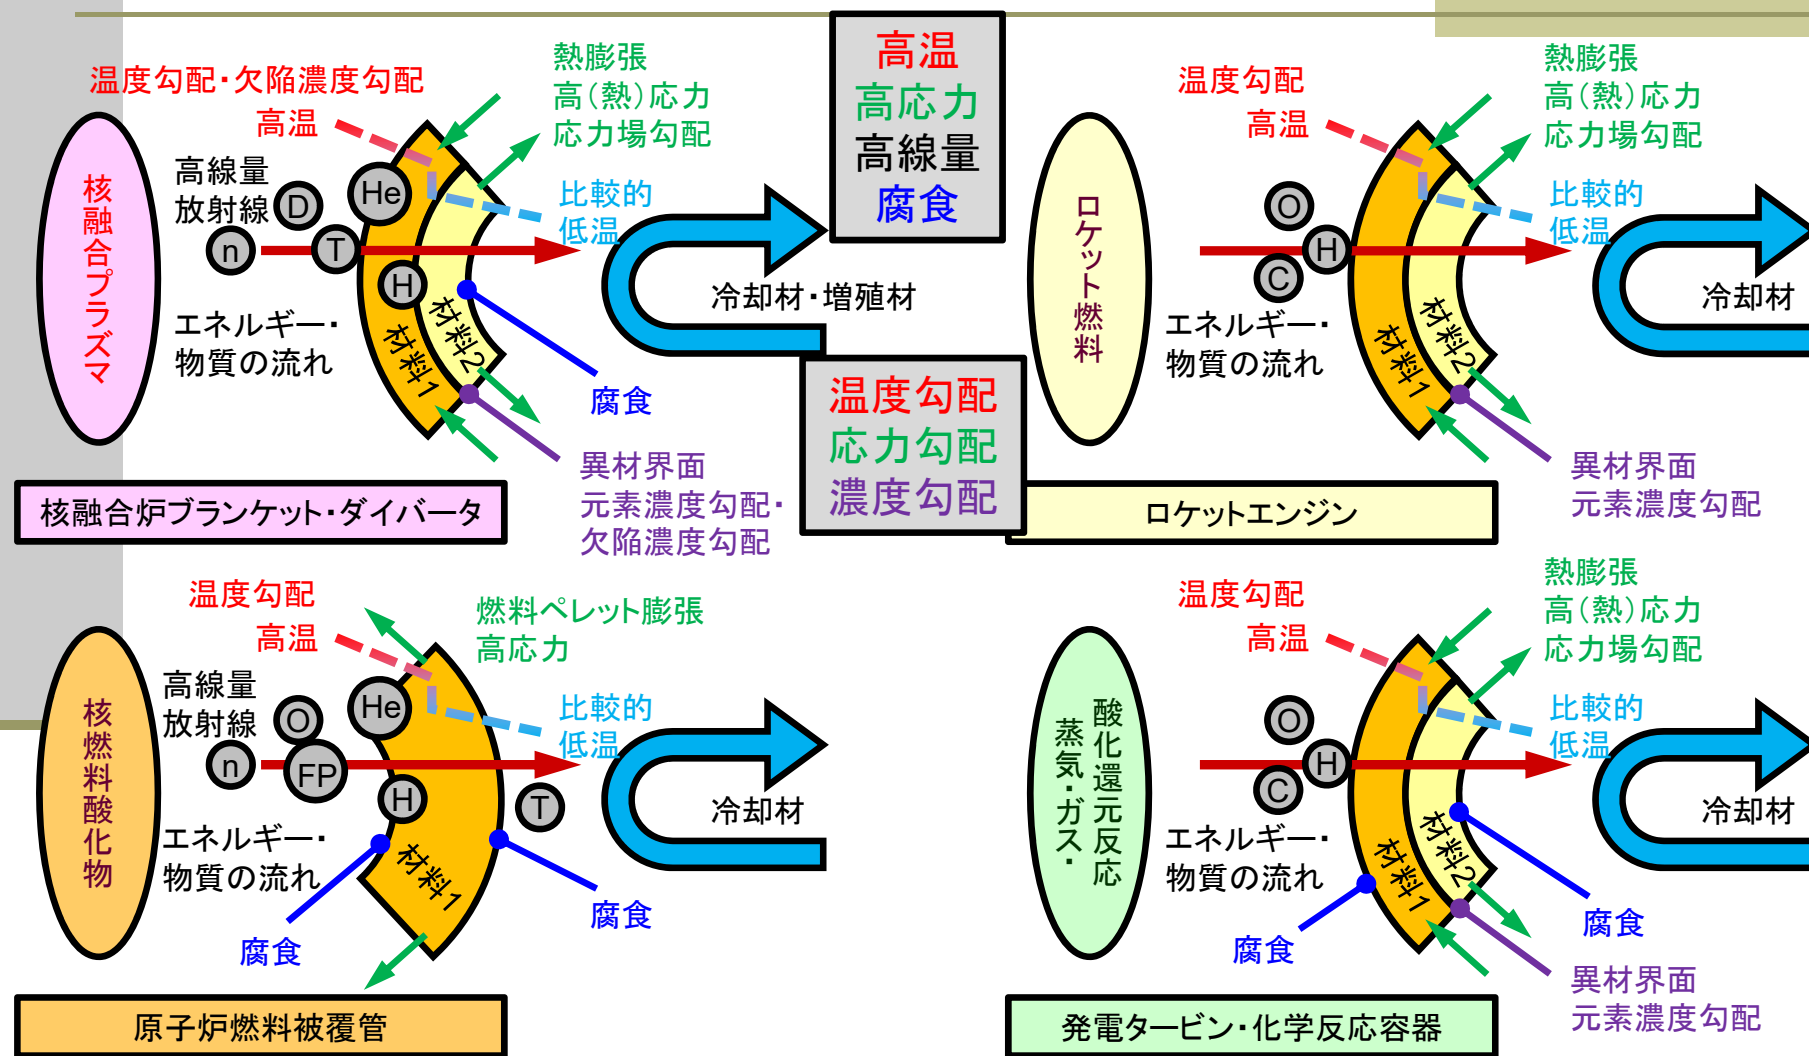 高温
高応力
高線量
腐食
温度勾配
応力勾配
濃度勾配
温度勾配・欠陥濃度勾配
高温
熱膨張
高(熱)応力
応力場勾配
核融合プラズマ
高線量
放射線
D
He
n
T
H
比較的
低温
冷却材・増殖材
エネルギー・
物質の流れ
材料1
材料2
腐食
異材界面
元素濃度勾配・
欠陥濃度勾配
核融合炉ブランケット・ダイバータ
温度勾配
高温
熱膨張
高(熱)応力
応力場勾配
ロケット燃料
O
H
C
比較的
低温
冷却材
エネルギー・
物質の流れ
材料1
材料2
異材界面
元素濃度勾配
ロケットエンジン
温度勾配
高温
燃料ペレット膨張
高応力
核燃料酸化物
高線量
放射線
O
He
n
FP
H
T
比較的
低温
冷却材
エネルギー・
物質の流れ
材料1
腐食
腐食
原子炉燃料被覆管
温度勾配
高温
熱膨張
高(熱)応力
応力場勾配
蒸気・ガス・
酸化還元反応
O
H
C
比較的
低温
冷却材
エネルギー・
物質の流れ
材料1
材料2
腐食
腐食
異材界面
元素濃度勾配
発電タービン・化学反応容器